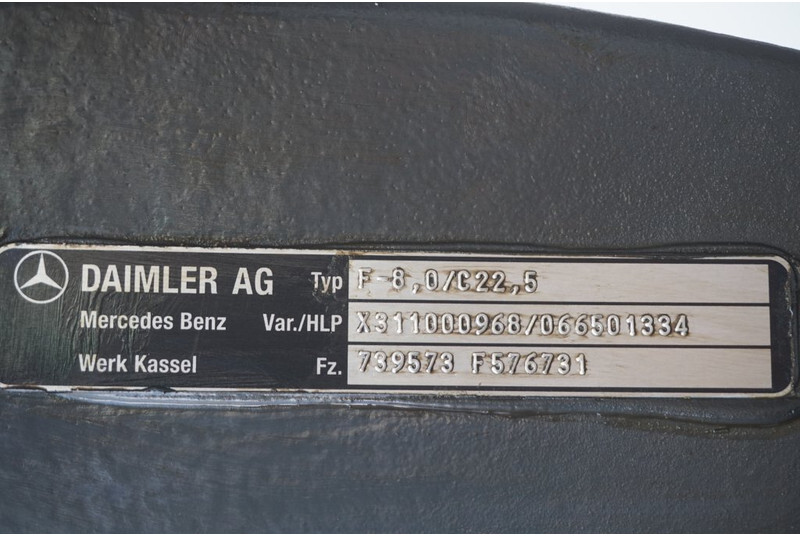 DAIMLER AG Typ F-8,0/C22,5
Mercedes Benz Var./HLP X311000968/066501334
Werk Kassel Fz. 739573 F576731